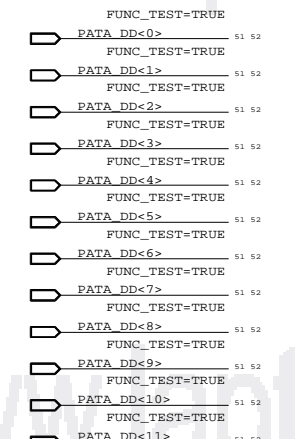 FUNC_TEST=TRUE
PATA_DD<0> 51 52
FUNC_TEST=TRUE
PATA_DD<1> 51 52
FUNC_TEST=TRUE
PATA_DD<2> 51 52
FUNC_TEST=TRUE
PATA_DD<3> 51 52
FUNC_TEST=TRUE
PATA_DD<4> 51 52
FUNC_TEST=TRUE
PATA_DD<5> 51 52
FUNC_TEST=TRUE
PATA_DD<6> 51 52
FUNC_TEST=TRUE
PATA_DD<7> 51 52
FUNC_TEST=TRUE
PATA_DD<8> 51 52
FUNC_TEST=TRUE
PATA_DD<9> 51 52
FUNC_TEST=TRUE
PATA_DD<10> 51 52
FUNC_TEST=TRUE
PATA_DD<11> 51 52